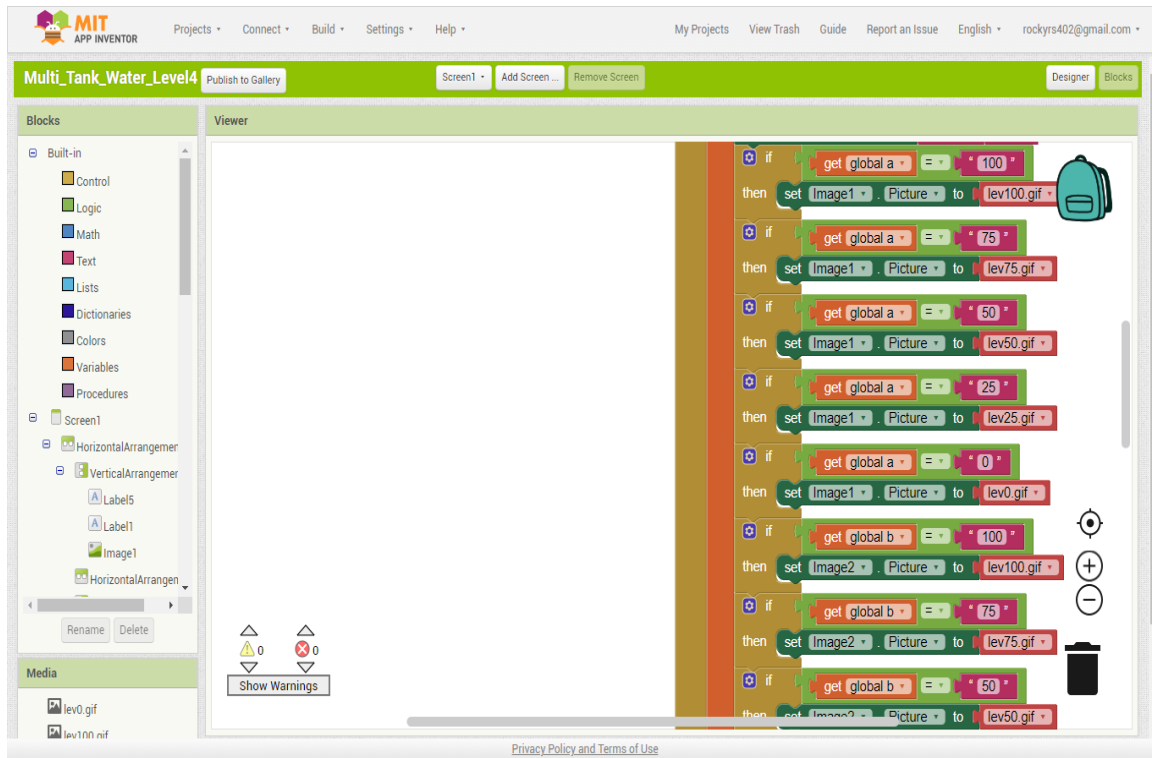 MIT
APP INVENTOR
Projects Connect Build Settings Help My Projects View Trash Guide Report an Issue English rockyrs402@gmail.com
Multi_Tank_Water_Level4 Publish to Gallery Screen1 Add Screen ... Remove Screen Designer Blocks
Blocks
Built-in
Control
Logic
Math
Text
Lists
Dictionaries
Colors
Variables
Procedures
Screen1
HorizontalArrangemen
VerticalArrangemen
Label5
Label1
Image1
HorizontalArrangen
Rename Delete
Media
lev0.gif
lev100.gif
Viewer
if get global a = " 100 "
then set Image1 . Picture to lev100.gif
if get global a = " 75 "
then set Image1 . Picture to lev75.gif
if get global a = " 50 "
then set Image1 . Picture to lev50.gif
if get global a = " 25 "
then set Image1 . Picture to lev25.gif
if get global a = " 0 "
then set Image1 . Picture to lev0.gif
if get global b = " 100 "
then set Image2 . Picture to lev100.gif
if get global b = " 75 "
then set Image2 . Picture to lev75.gif
if get global b = " 50 "
then set Image2 . Picture to lev50.gif
0 0
Show Warnings
Privacy Policy and Terms of Use